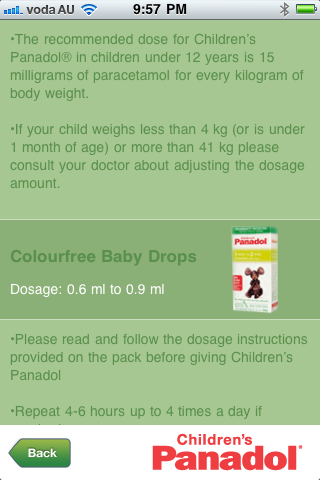 voda AU 9:57 PM
•The recommended dose for Children's
Panadol® in children under 12 years is 15
milligrams of paracetamol for every kilogram of
body weight.
•If your child weighs less than 4 kg (or is under
1 month of age) or more than 41 kg please
consult your doctor about adjusting the dosage
amount.
Colourfree Baby Drops
Panadol
Dosage: 0.6 ml to 0.9 ml
•Please read and follow the dosage instructions
provided on the pack before giving Children's
Panadol
•Repeat 4-6 hours up to 4 times a day if
Back
Children's
Panadol®